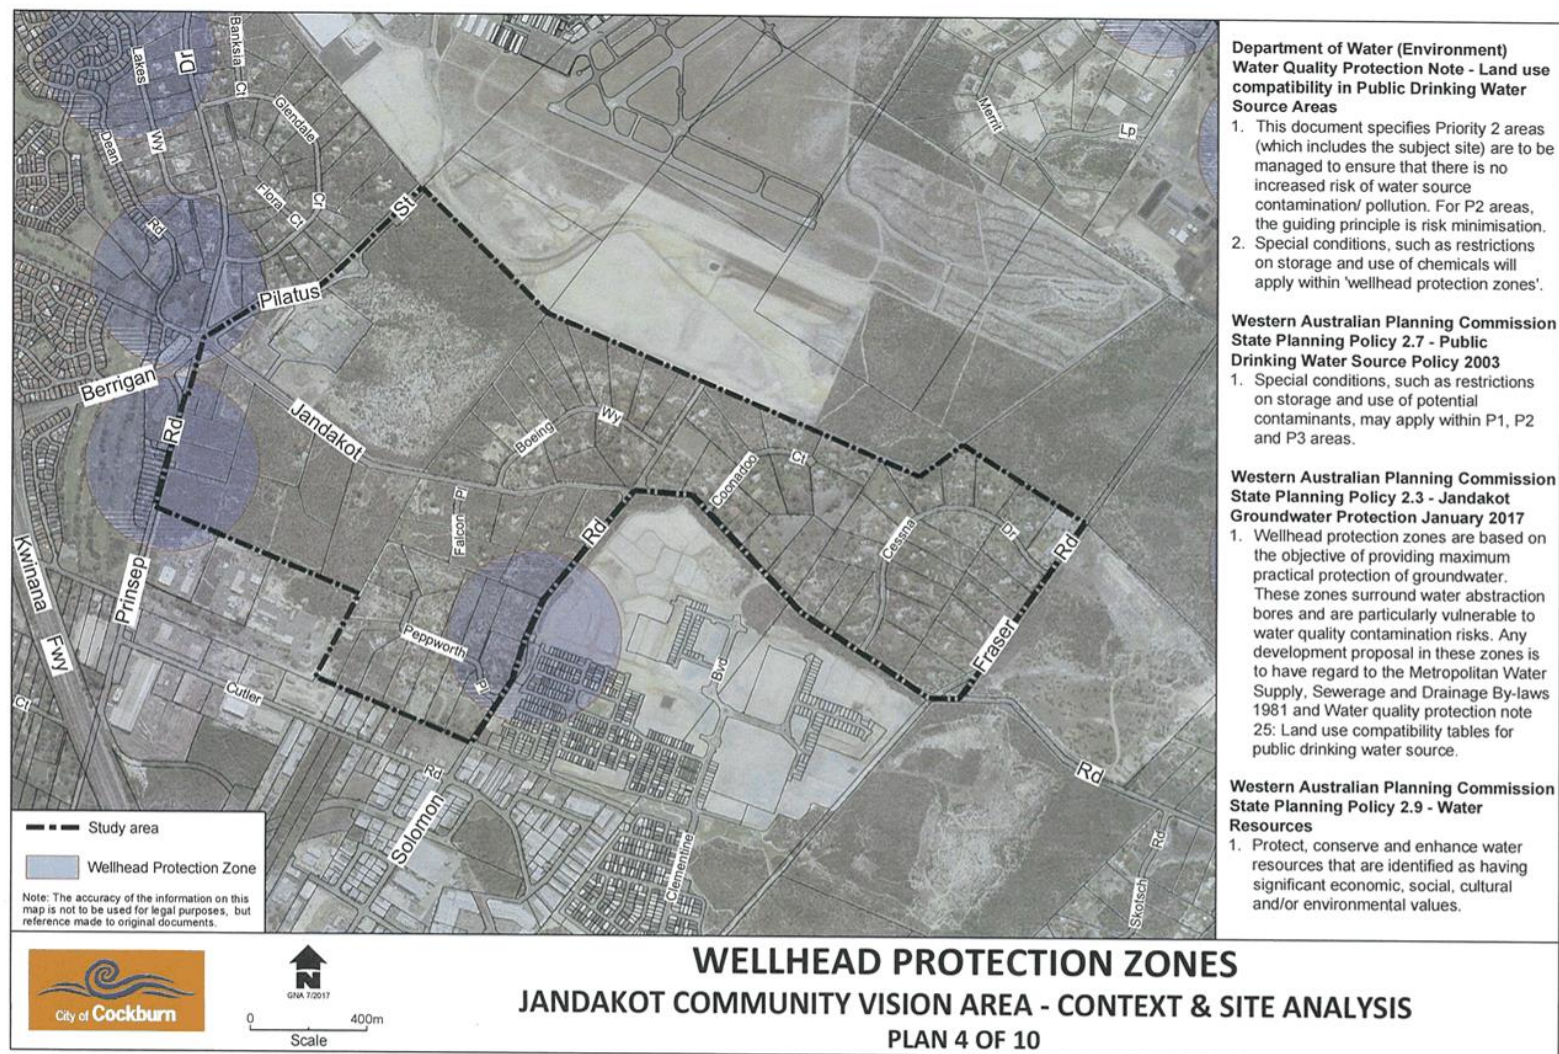 Lakes
Dr
Banksia
Ct
Glendale
Dean
Wy
Rd
Flora
Ct
Cr
St
Pilatus
Merrit
Lp
Berrigan
Rd
Jandakot
Boeing
Wy
Falcon
Pl
Rd
Coonadoo
Ct
Cessna
Dr
Rd
Fraser
Kwinana
Fwy
Prinsep
Peppworth
Pl
Cutler
Ct
Blvd
Rd
Solomon
Clementine
Rd
Rd
Skotsch
Study area
Wellhead Protection Zone
Note: The accuracy of the information on this
map is not to be used for legal purposes, but
reference made to original documents.
Department of Water (Environment)
Water Quality Protection Note - Land use
compatibility in Public Drinking Water
Source Areas
1. This document specifies Priority 2 areas
(which includes the subject site) are to be
managed to ensure that there is no
increased risk of water source
contamination/ pollution. For P2 areas,
the guiding principle is risk minimisation.
2. Special conditions, such as restrictions
on storage and use of chemicals will
apply within 'wellhead protection zones'.
Western Australian Planning Commission
State Planning Policy 2.7 - Public
Drinking Water Source Policy 2003
1. Special conditions, such as restrictions
on storage and use of potential
contaminants, may apply within P1, P2
and P3 areas.
Western Australian Planning Commission
State Planning Policy 2.3 - Jandakot
Groundwater Protection January 2017
1. Wellhead protection zones are based on
the objective of providing maximum
practical protection of groundwater.
These zones surround water abstraction
bores and are particularly vulnerable to
water quality contamination risks. Any
development proposal in these zones is
to have regard to the Metropolitan Water
Supply, Sewerage and Drainage By-laws
1981 and Water quality protection note
25: Land use compatibility tables for
public drinking water source.
Western Australian Planning Commission
State Planning Policy 2.9 - Water
Resources
1. Protect, conserve and enhance water
resources that are identified as having
significant economic, social, cultural
and/or environmental values.
City of Cockburn
N
GNA 7/2017
0 400m
Scale
WELLHEAD PROTECTION ZONES
JANDAKOT COMMUNITY VISION AREA - CONTEXT & SITE ANALYSIS
PLAN 4 OF 10